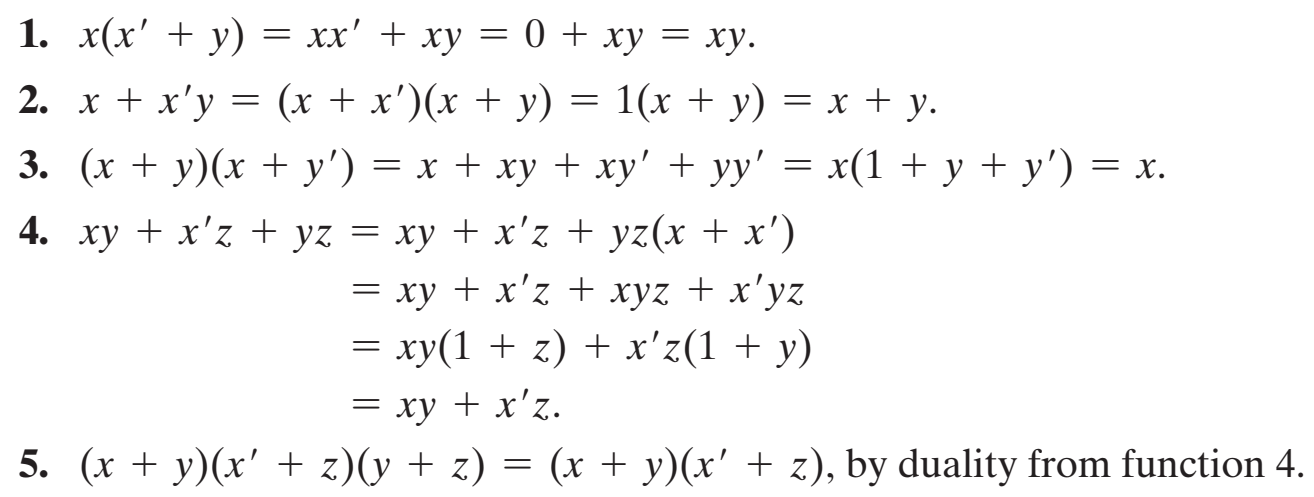 1. x(x′ + y) = xx′ + xy = 0 + xy = xy.
2. x + x′y = (x + x′)(x + y) = 1(x + y) = x + y.
3. (x + y)(x + y′) = x + xy + xy′ + yy′ = x(1 + y + y′) = x.
4. xy + x′z + yz = xy + x′z + yz(x + x′)
= xy + x′z + xyz + x′yz
= xy(1 + z) + x′z(1 + y)
= xy + x′z.
5. (x + y)(x′ + z)(y + z) = (x + y)(x′ + z), by duality from function 4.